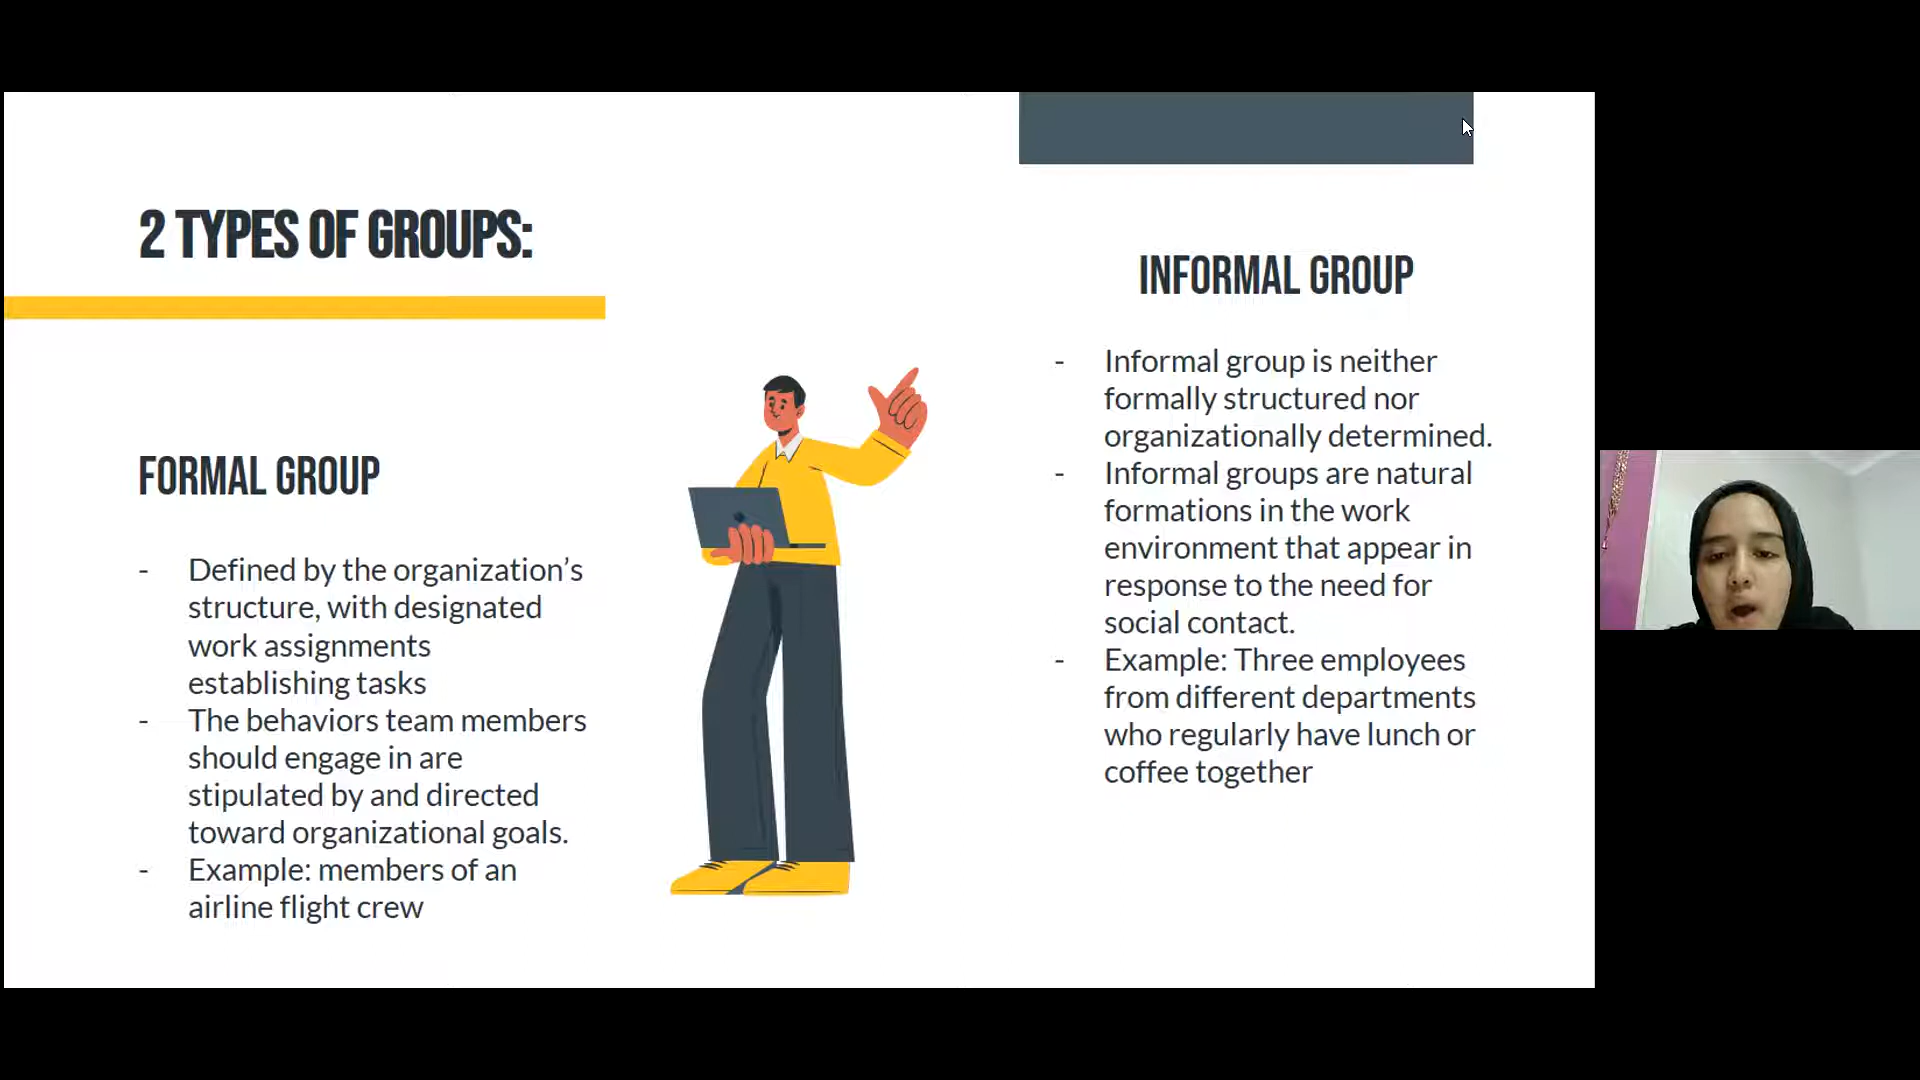 2 TYPES OF GROUPS:
FORMAL GROUP
- Defined by the organization’s
structure, with designated
work assignments
establishing tasks
- The behaviors team members
should engage in are
stipulated by and directed
toward organizational goals.
- Example: members of an
airline flight crew
INFORMAL GROUP
- Informal group is neither
formally structured nor
organizationally determined.
- Informal groups are natural
formations in the work
environment that appear in
response to the need for
social contact.
- Example: Three employees
from different departments
who regularly have lunch or
coffee together